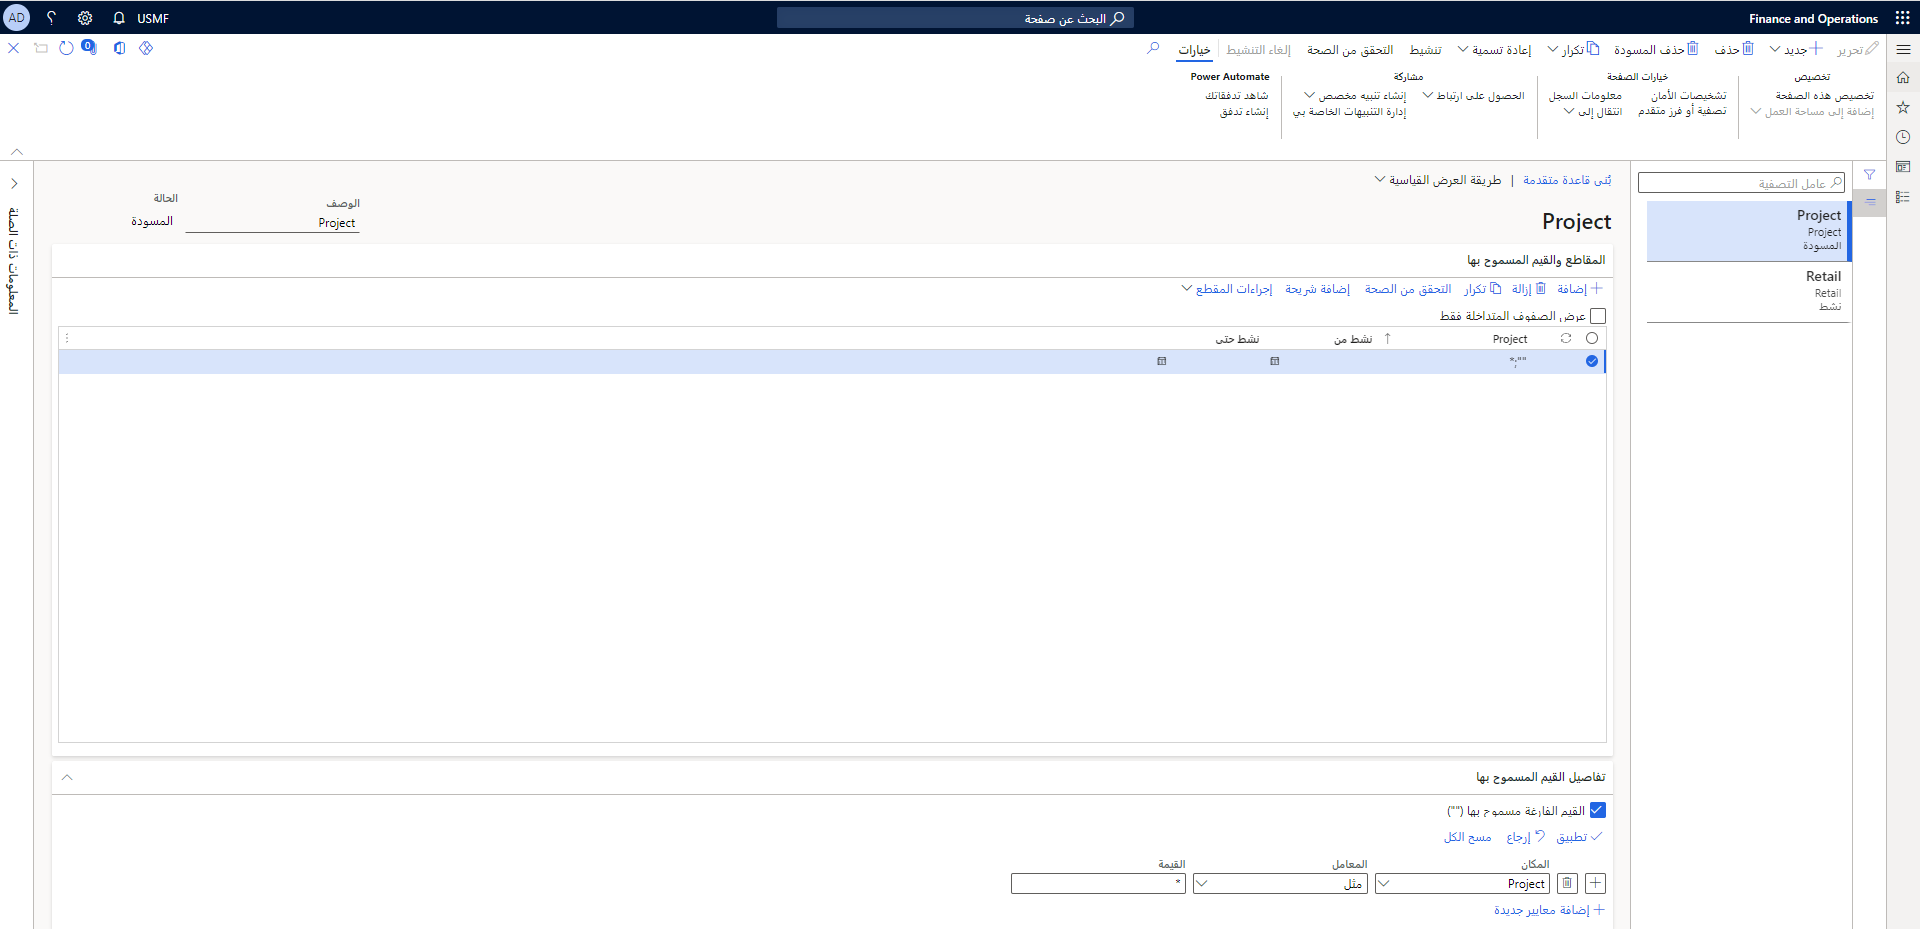 Finance and Operations
البحث عن صفحة
USMF
؟
AD
تحرير
جديد
حذف
حذف المسودة
تكرار
إعادة تسمية
تنشيط
التحقق من الصحة
إلغاء التنشيط
خيارات
0
تخصيص
تخصيص هذه الصفحة
إضافة إلى مساحة العمل
خيارات الصفحة
تشخيصات الأمان
تصفية أو فرز متقدم
معلومات السجل
انتقال إلى
مشاركة
الحصول على ارتباط
إنشاء تنبيه مخصص
إدارة التنبيهات الخاصة بي
Power Automate
شاهد تدفقاتك
إنشاء تدفق
عامل التصفية
Project
Project
المسودة
Retail
Retail
نشط
بُنى قاعدة متقدمة | طريقة العرض القياسية
Project
الوصف
Project
الحالة
المسودة
المعلومات ذات الصلة
المقاطع والقيم المسموح بها
إضافة
إزالة
تكرار
التحقق من الصحة
إضافة شريحة
إجراءات المقطع
عرض الصفوف المتداخلة فقط
Project
نشط من
نشط حتى
"";*
تفاصيل القيم المسموح بها
القيم الفارغة مسموح بها ("")
تطبيق
إرجاع
مسح الكل
المكان
المعامل
القيمة
Project
مثل
*
إضافة معايير جديدة